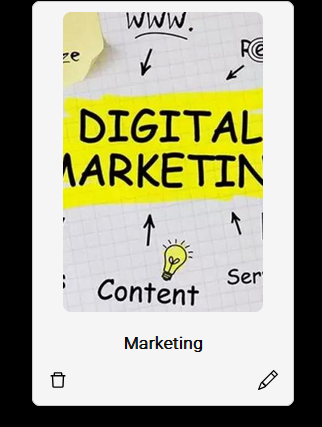 www.
ze
DIGITAL
MARKETIN
Content
Ser
Marketing